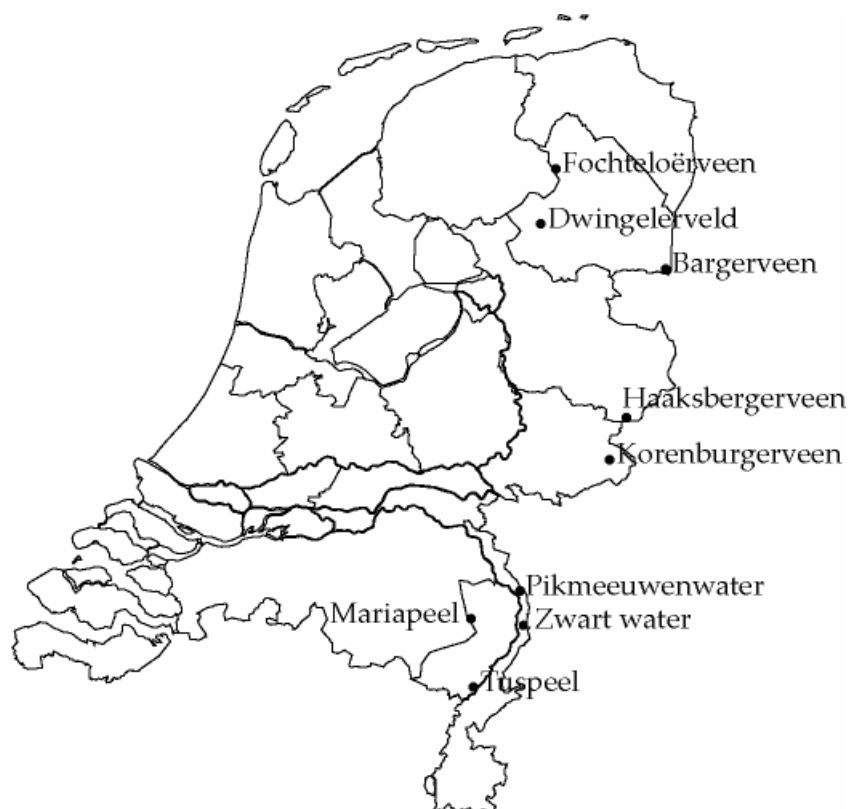 Fochteloërveen
Dwingelerveld
Bargerveen
Haaksbergerveen
Korenburgerveen
Pikmeeuwenwater
Mariapeel
Zwart water
Tuspeel